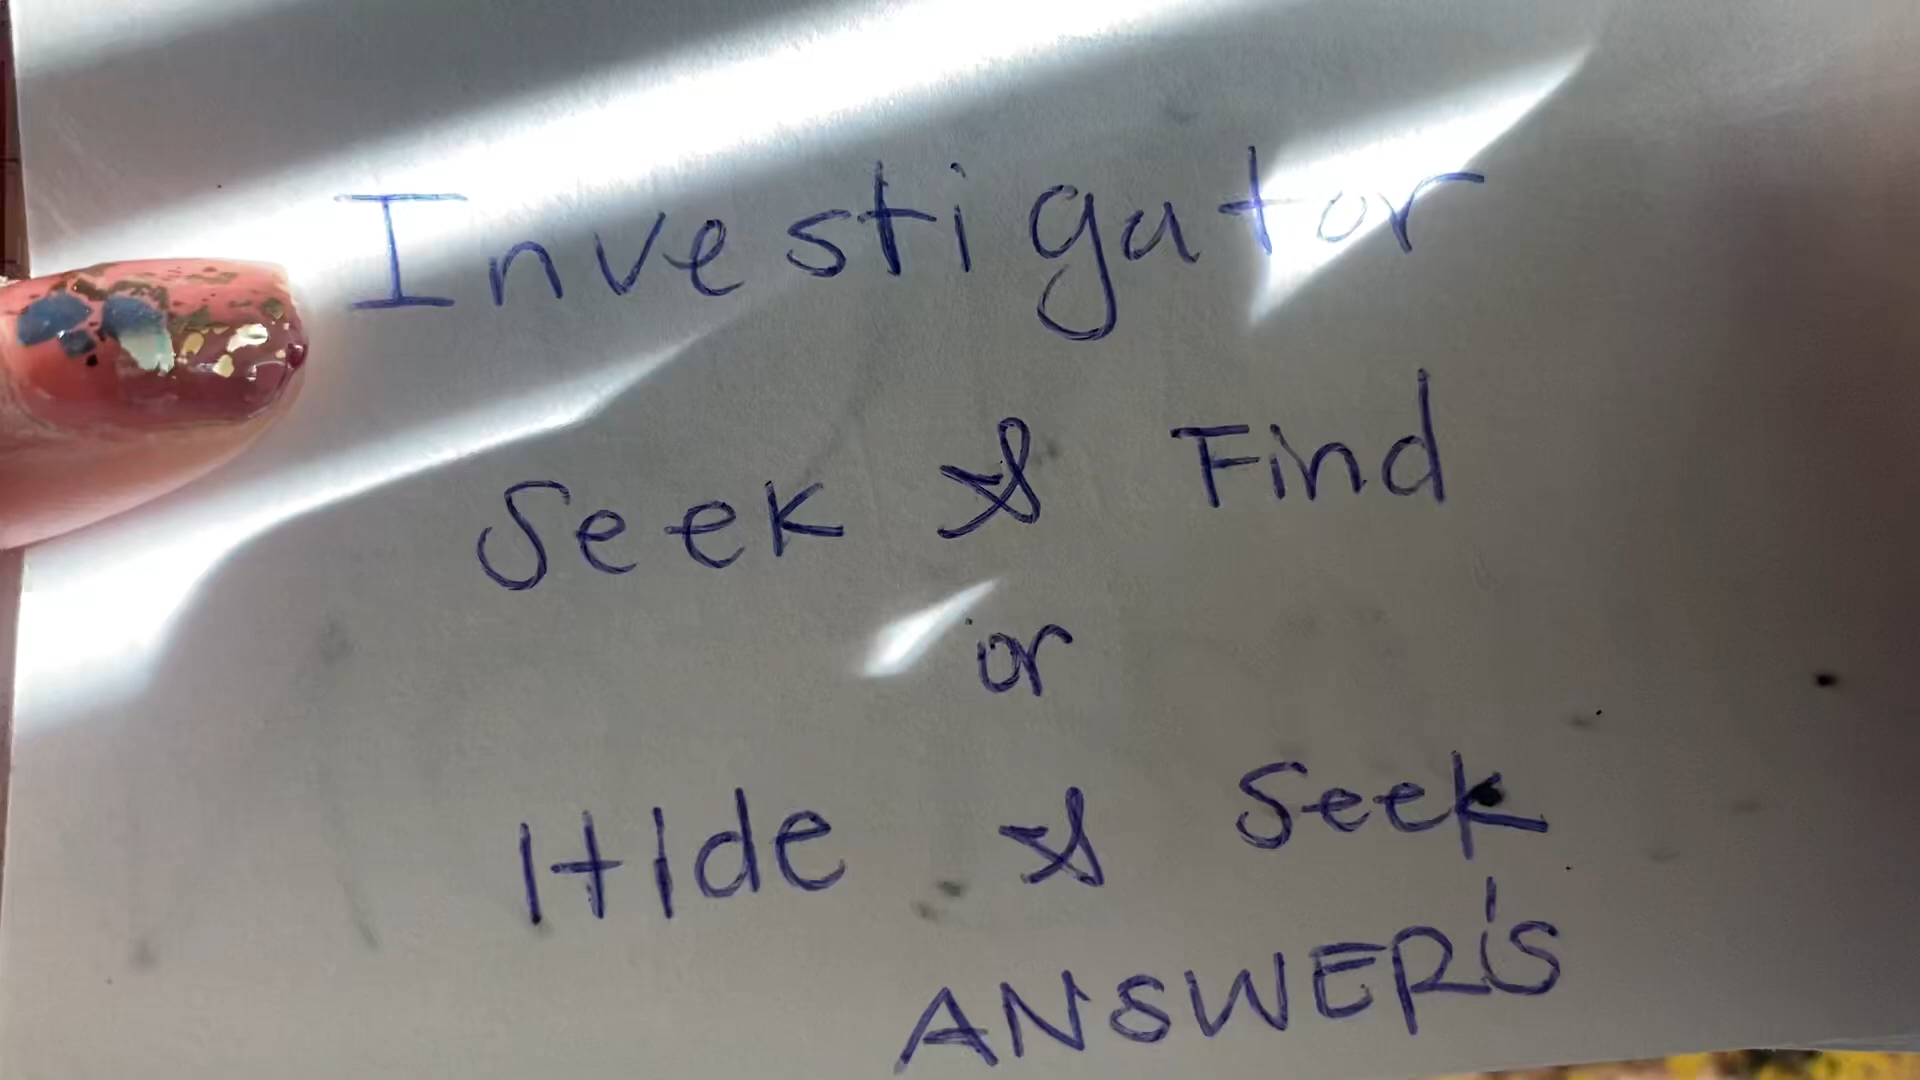 Investigator
Seek & Find
or
HIde & Seek
ANSWER'S